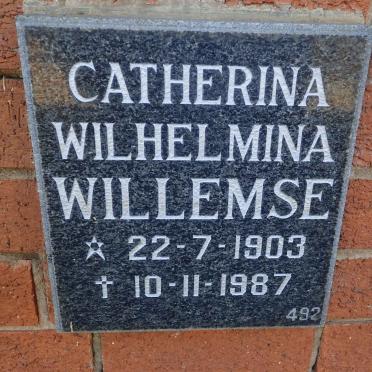 CATHERINA
WILHELMINA
WILLEMSE
☆ 22-7-1903
✝ 10-11-1987
492